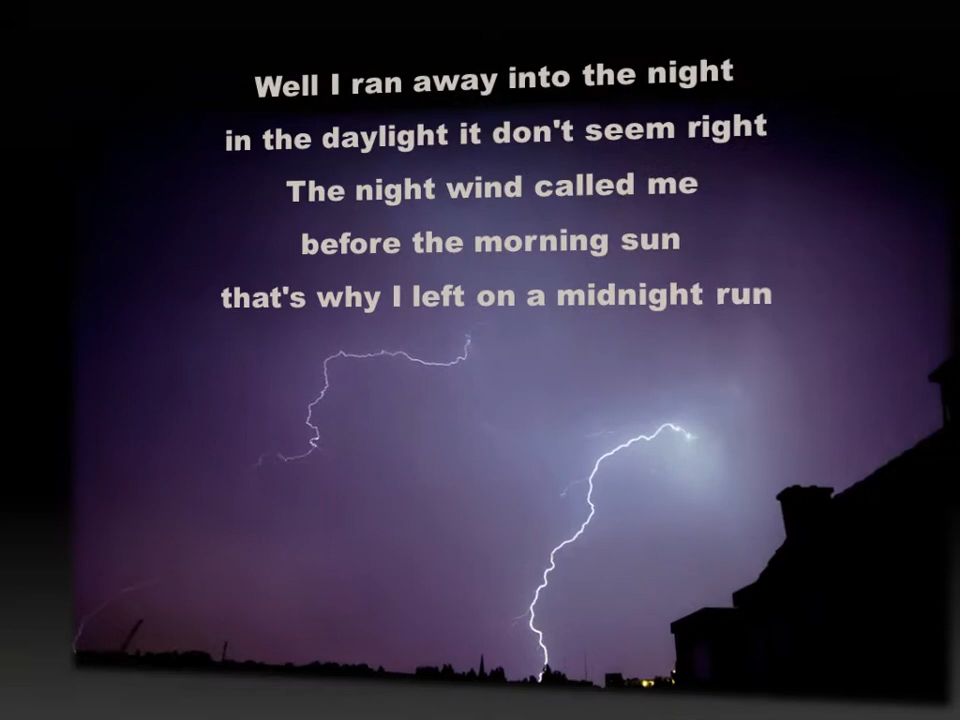 Well I ran away into the night
in the daylight it don't seem right
The night wind called me
before the morning sun
that's why I left on a midnight run